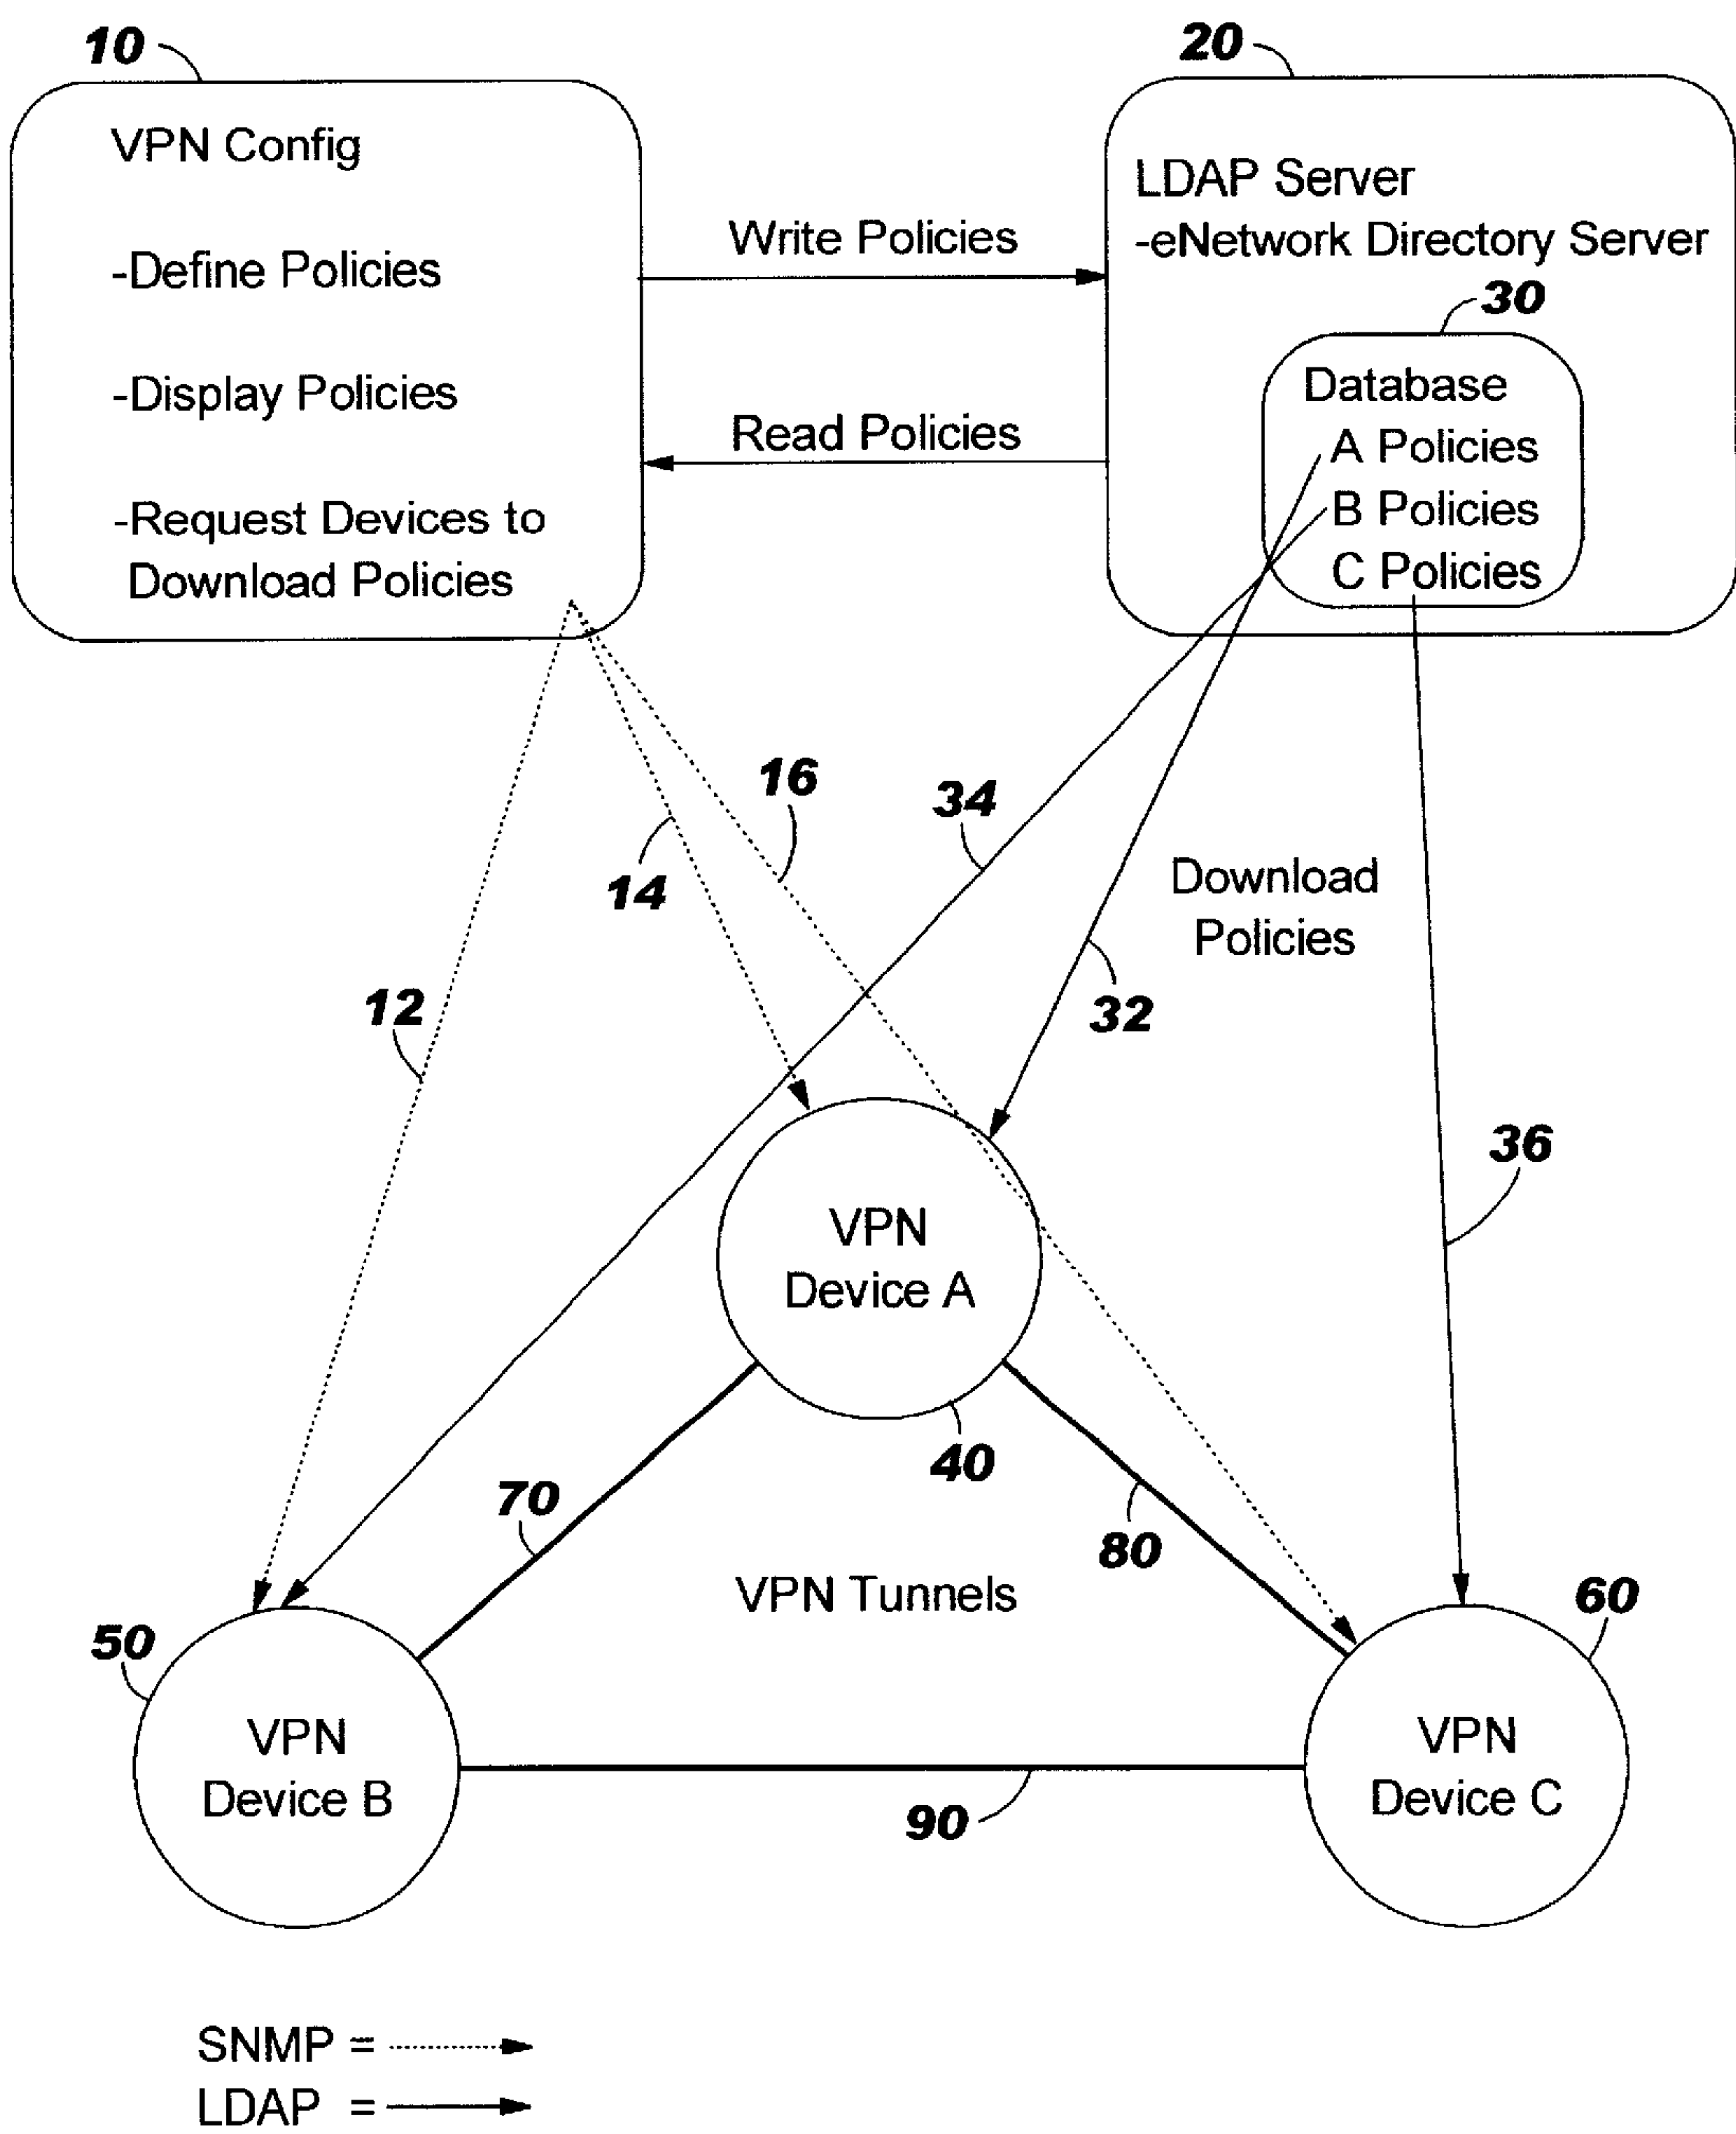 10
20
VPN Config
-Define Policies
-Display Policies
-Request Devices to
Download Policies
Write Policies
Read Policies
LDAP Server
-eNetwork Directory Server
30
Database
A Policies
B Policies
C Policies
16
34
14
Download
Policies
12
32
36
VPN
Device A
40
70
80
VPN Tunnels
50
60
VPN
Device B
VPN
Device C
90
SNMP =
LDAP =